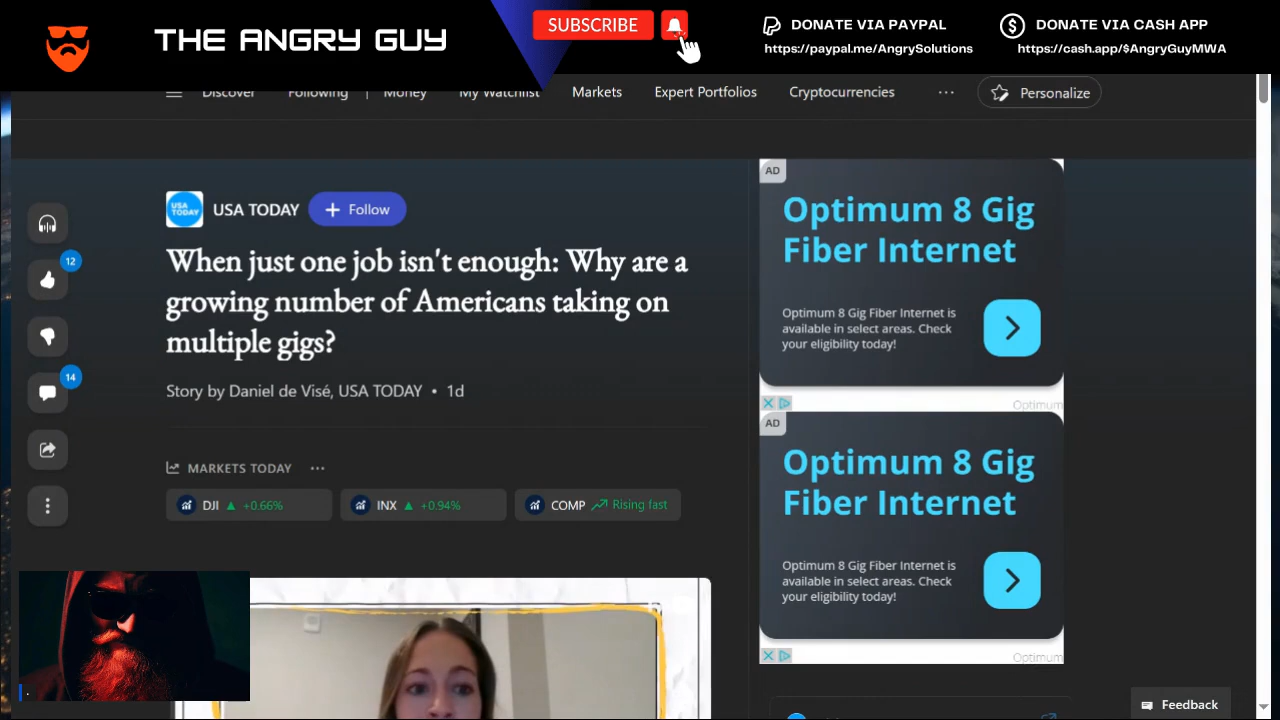 THE ANGRY GUY
SUBSCRIBE
DONATE VIA PAYPAL
https://paypal.me/AngrySolutions
DONATE VIA CASH APP
https://cash.app/$AngryGuyMWA
Discover Following | Money My Watchlist Markets Expert Portfolios Cryptocurrencies ... Personalize
USA TODAY
USA TODAY + Follow
When just one job isn't enough: Why are a
growing number of Americans taking on
multiple gigs?
Story by Daniel de Visé, USA TODAY • 1d
12
14
MARKETS TODAY ...
DJI ▲ +0.66%
INX ▲ +0.94%
COMP Rising fast
AD
Optimum 8 Gig
Fiber Internet
Optimum 8 Gig Fiber Internet is
available in select areas. Check
your eligibility today!
Optimum
AD
Optimum 8 Gig
Fiber Internet
Optimum 8 Gig Fiber Internet is
available in select areas. Check
your eligibility today!
Optimum
Feedback